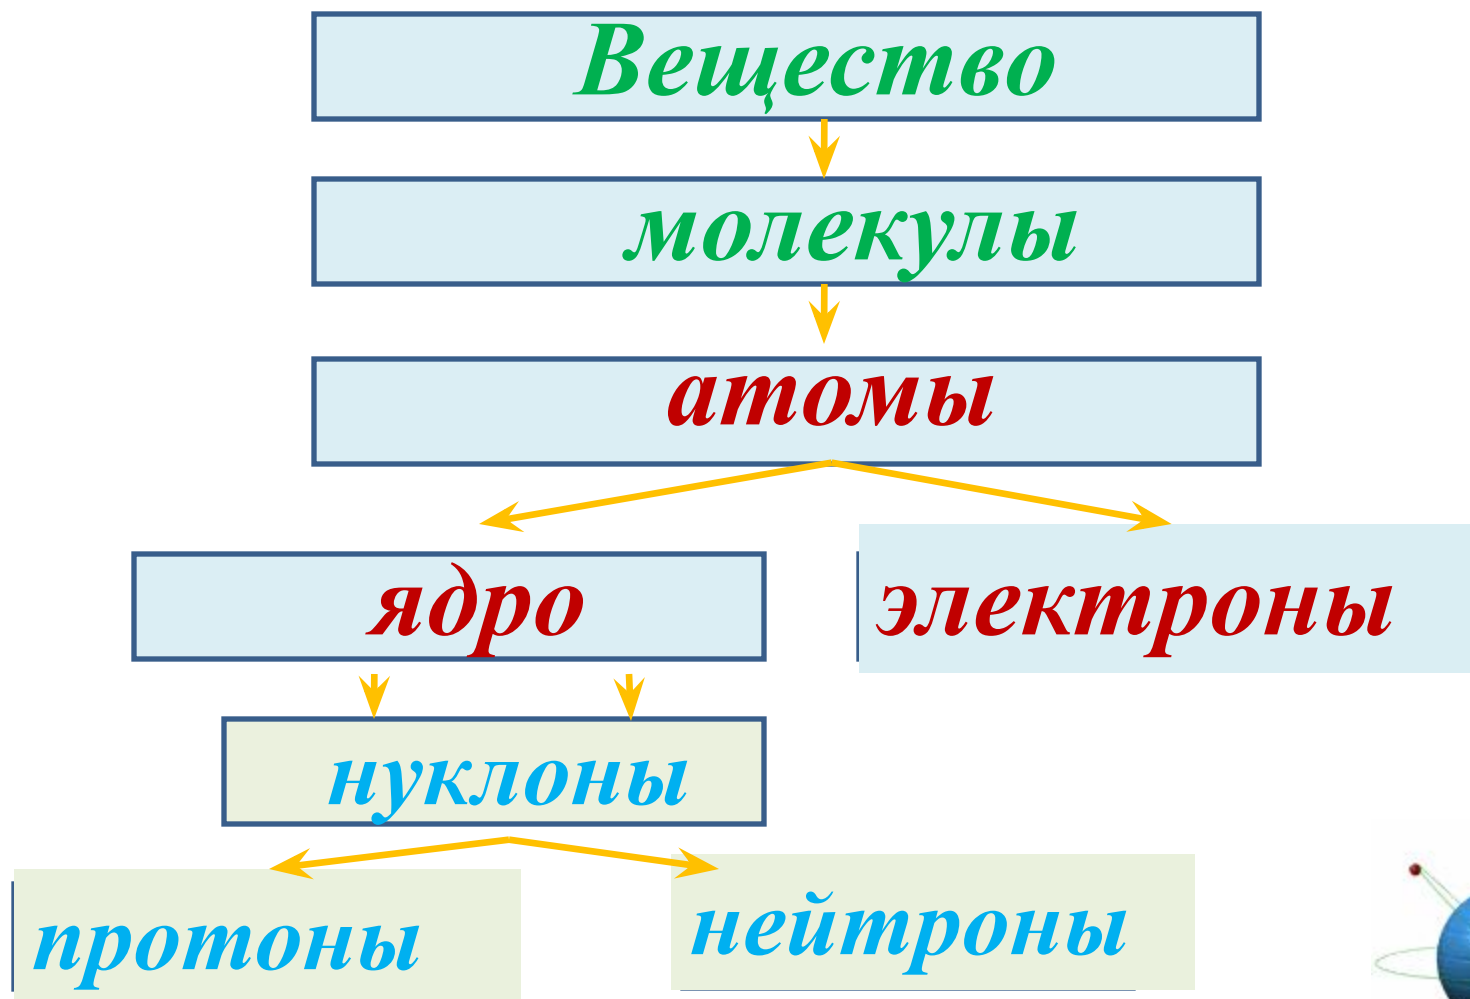 Вещество
молекулы
атомы
ядро
электроны
нуклоны
протоны
нейтроны